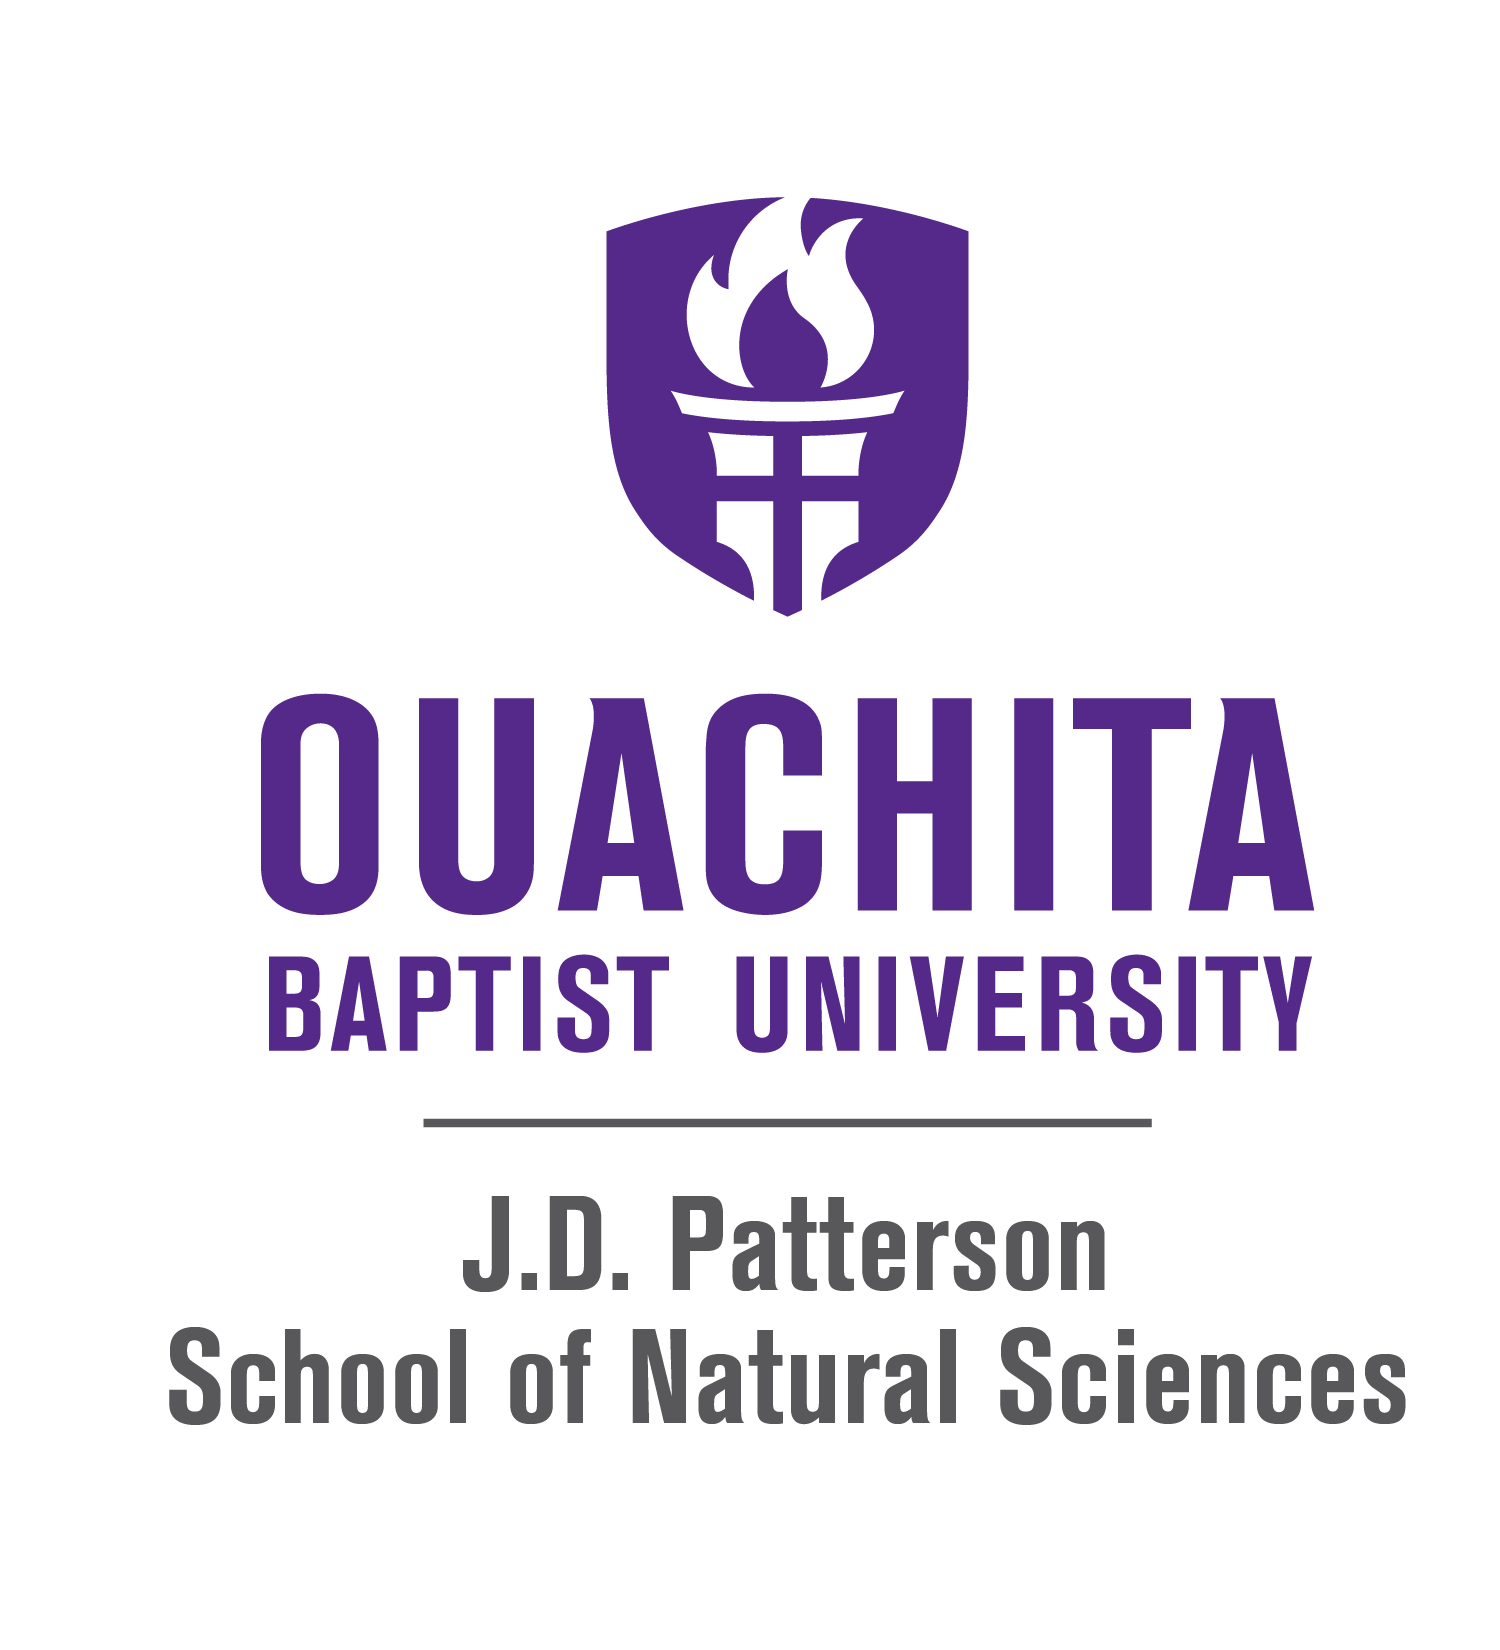 OUACHITA
BAPTIST UNIVERSITY
J.D. Patterson
School of Natural Sciences